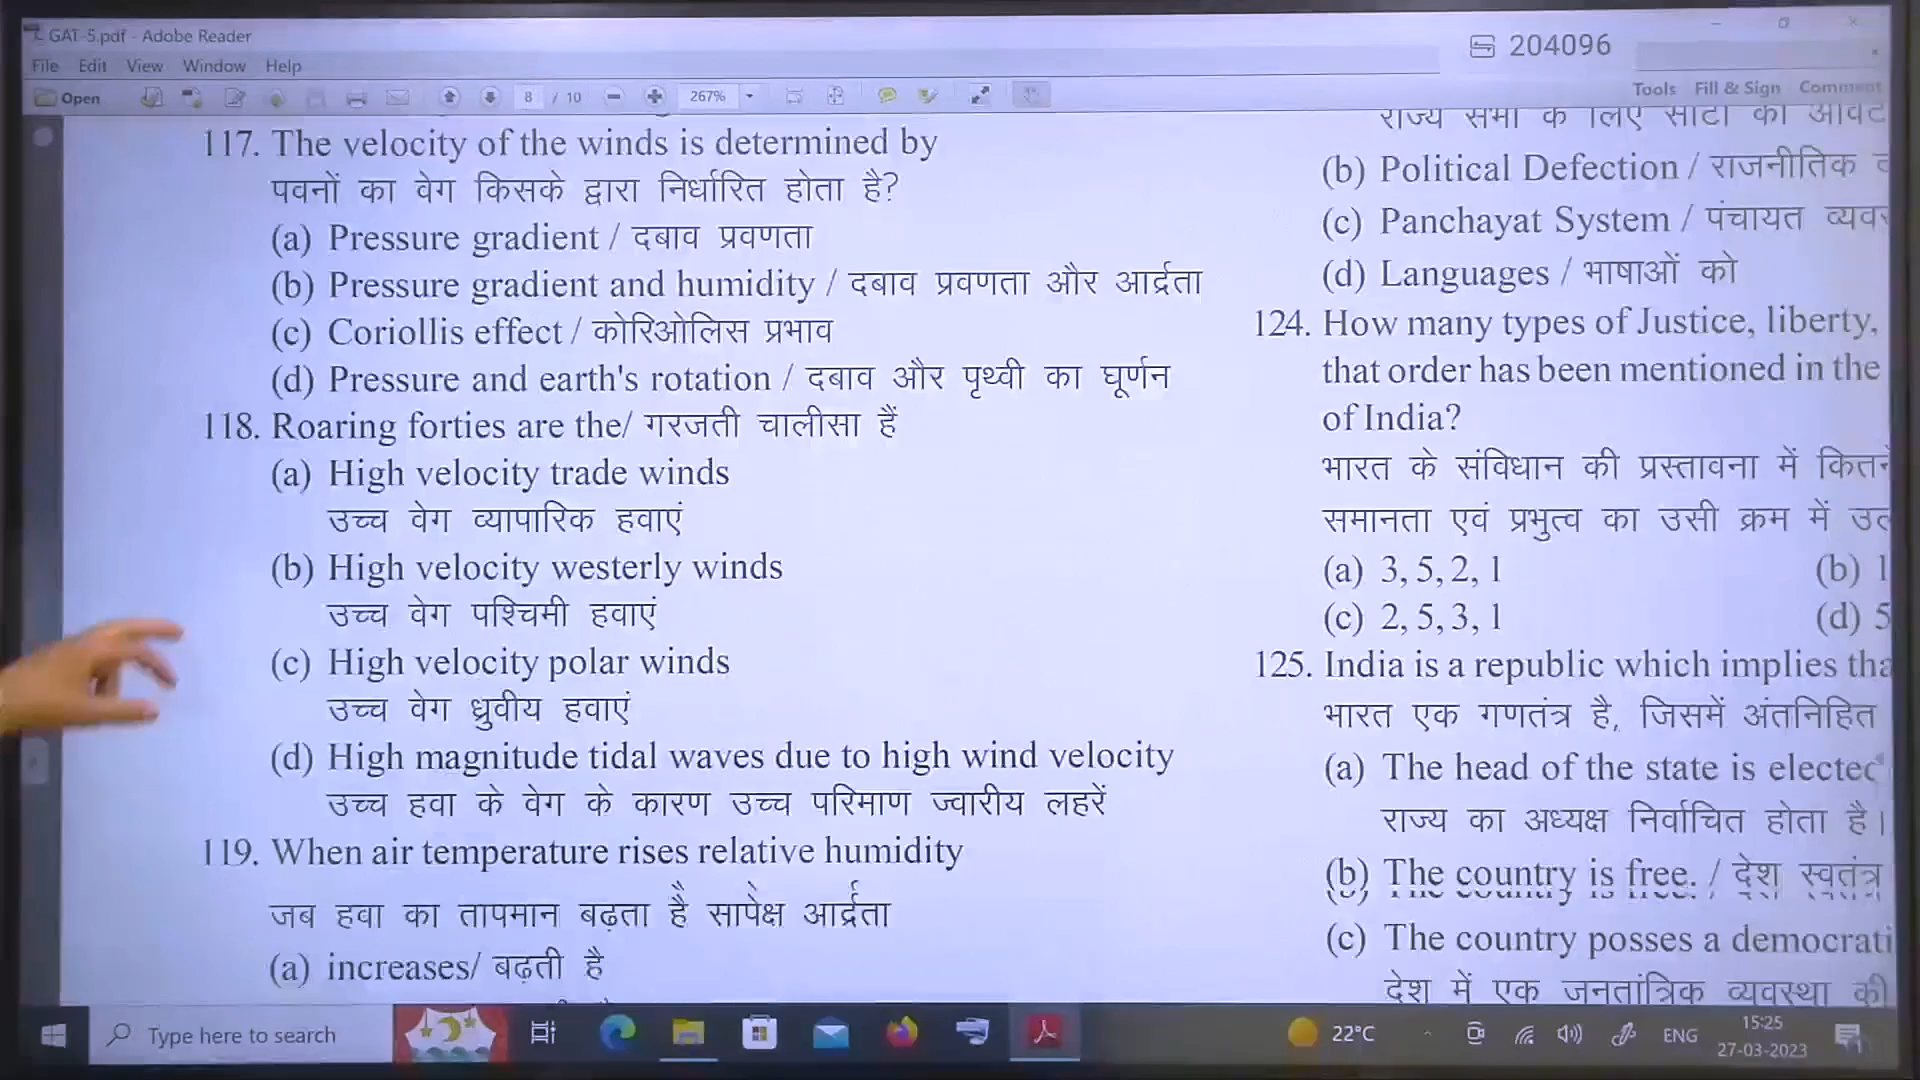 GAT-5.pdf - Adobe Reader
204096
File Edit View Window Help
Open
8 / 10
267%
Tools Fill & Sign Comment
117. The velocity of the winds is determined by
पवनों का वेग किसके द्वारा निर्धारित होता है?
(a) Pressure gradient / दबाव प्रवणता
(b) Pressure gradient and humidity / दबाव प्रवणता और आर्द्रता
(c) Coriollis effect / कोरिओलिस प्रभाव
(d) Pressure and earth's rotation / दबाव और पृथ्वी का घूर्णन
118. Roaring forties are the/ गरजती चालीसा हैं
(a) High velocity trade winds
उच्च वेग व्यापारिक हवाएं
(b) High velocity westerly winds
उच्च वेग पश्चिमी हवाएं
(c) High velocity polar winds
उच्च वेग ध्रुवीय हवाएं
(d) High magnitude tidal waves due to high wind velocity
उच्च हवा के वेग के कारण उच्च परिमाण ज्वारीय लहरें
119. When air temperature rises relative humidity
जब हवा का तापमान बढ़ता है सापेक्ष आर्द्रता
(a) increases/ बढ़ती है
राज्य सभा के लिए सीटों का
(b) Political Defection / राजनीतिक
(c) Panchayat System / पंचायत
(d) Languages / भाषाओं को
124. How many types of Justice, liberty,
that order has been mentioned in the
of India?
भारत के संविधान की प्रस्तावना में
समानता एवं प्रभुत्व का उसी क्रम में
(a) 3, 5, 2, 1 (b) 1
(c) 2, 5, 3, 1 (d) 5
125. India is a republic which implies
भारत एक गणतंत्र है, जिसमें अंतनिहित
(a) The head of the state is
राज्य का अध्यक्ष निर्वाचित होता है।
(b) The country is free. / देश स्वतंत्र
(c) The country posses a
देश में एक जनतांत्रिक व्यवस्था की
Type here to search
22°C
ENG
15:25
27-03-2023